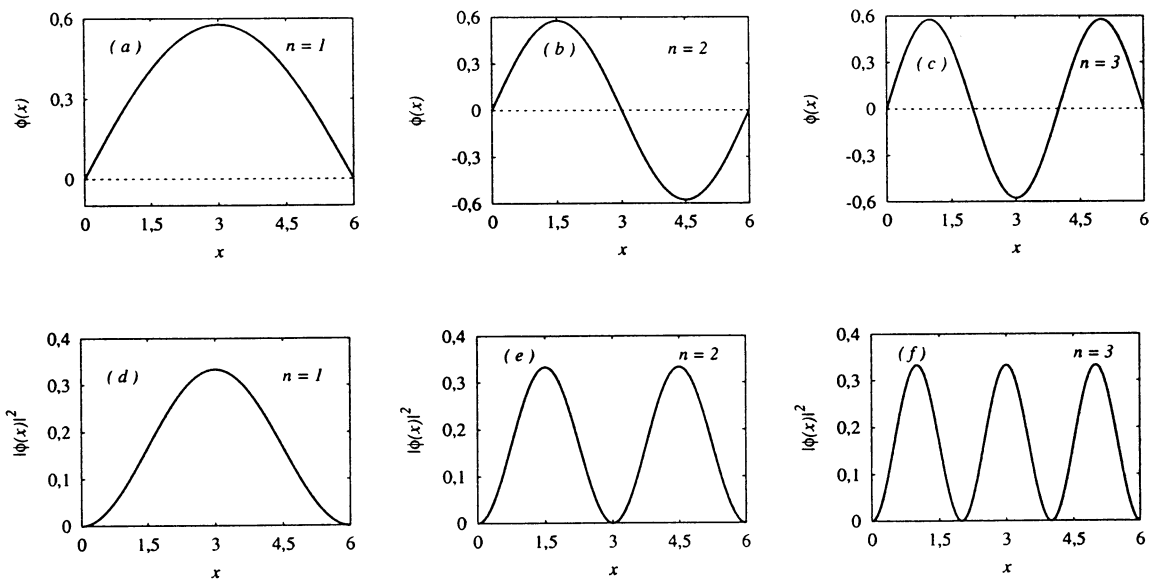 0,6
0,3
0
ϕ(x)
( a )
n = 1
0
1,5
3
4,5
6
x
0,6
0,3
0
-0,3
-0,6
ϕ(x)
( b )
n = 2
0
1,5
3
4,5
6
x
0,6
0,3
0
-0,3
-0,6
ϕ(x)
( c )
n = 3
0
1,5
3
4,5
6
x
0,4
0,3
0,2
0,1
0
|ϕ(x)|²
( d )
n = 1
0
1,5
3
4,5
6
x
0,4
0,3
0,2
0,1
0
|ϕ(x)|²
( e )
n = 2
0
1,5
3
4,5
6
x
0,4
0,3
0,2
0,1
0
|ϕ(x)|²
( f )
n = 3
0
1,5
3
4,5
6
x